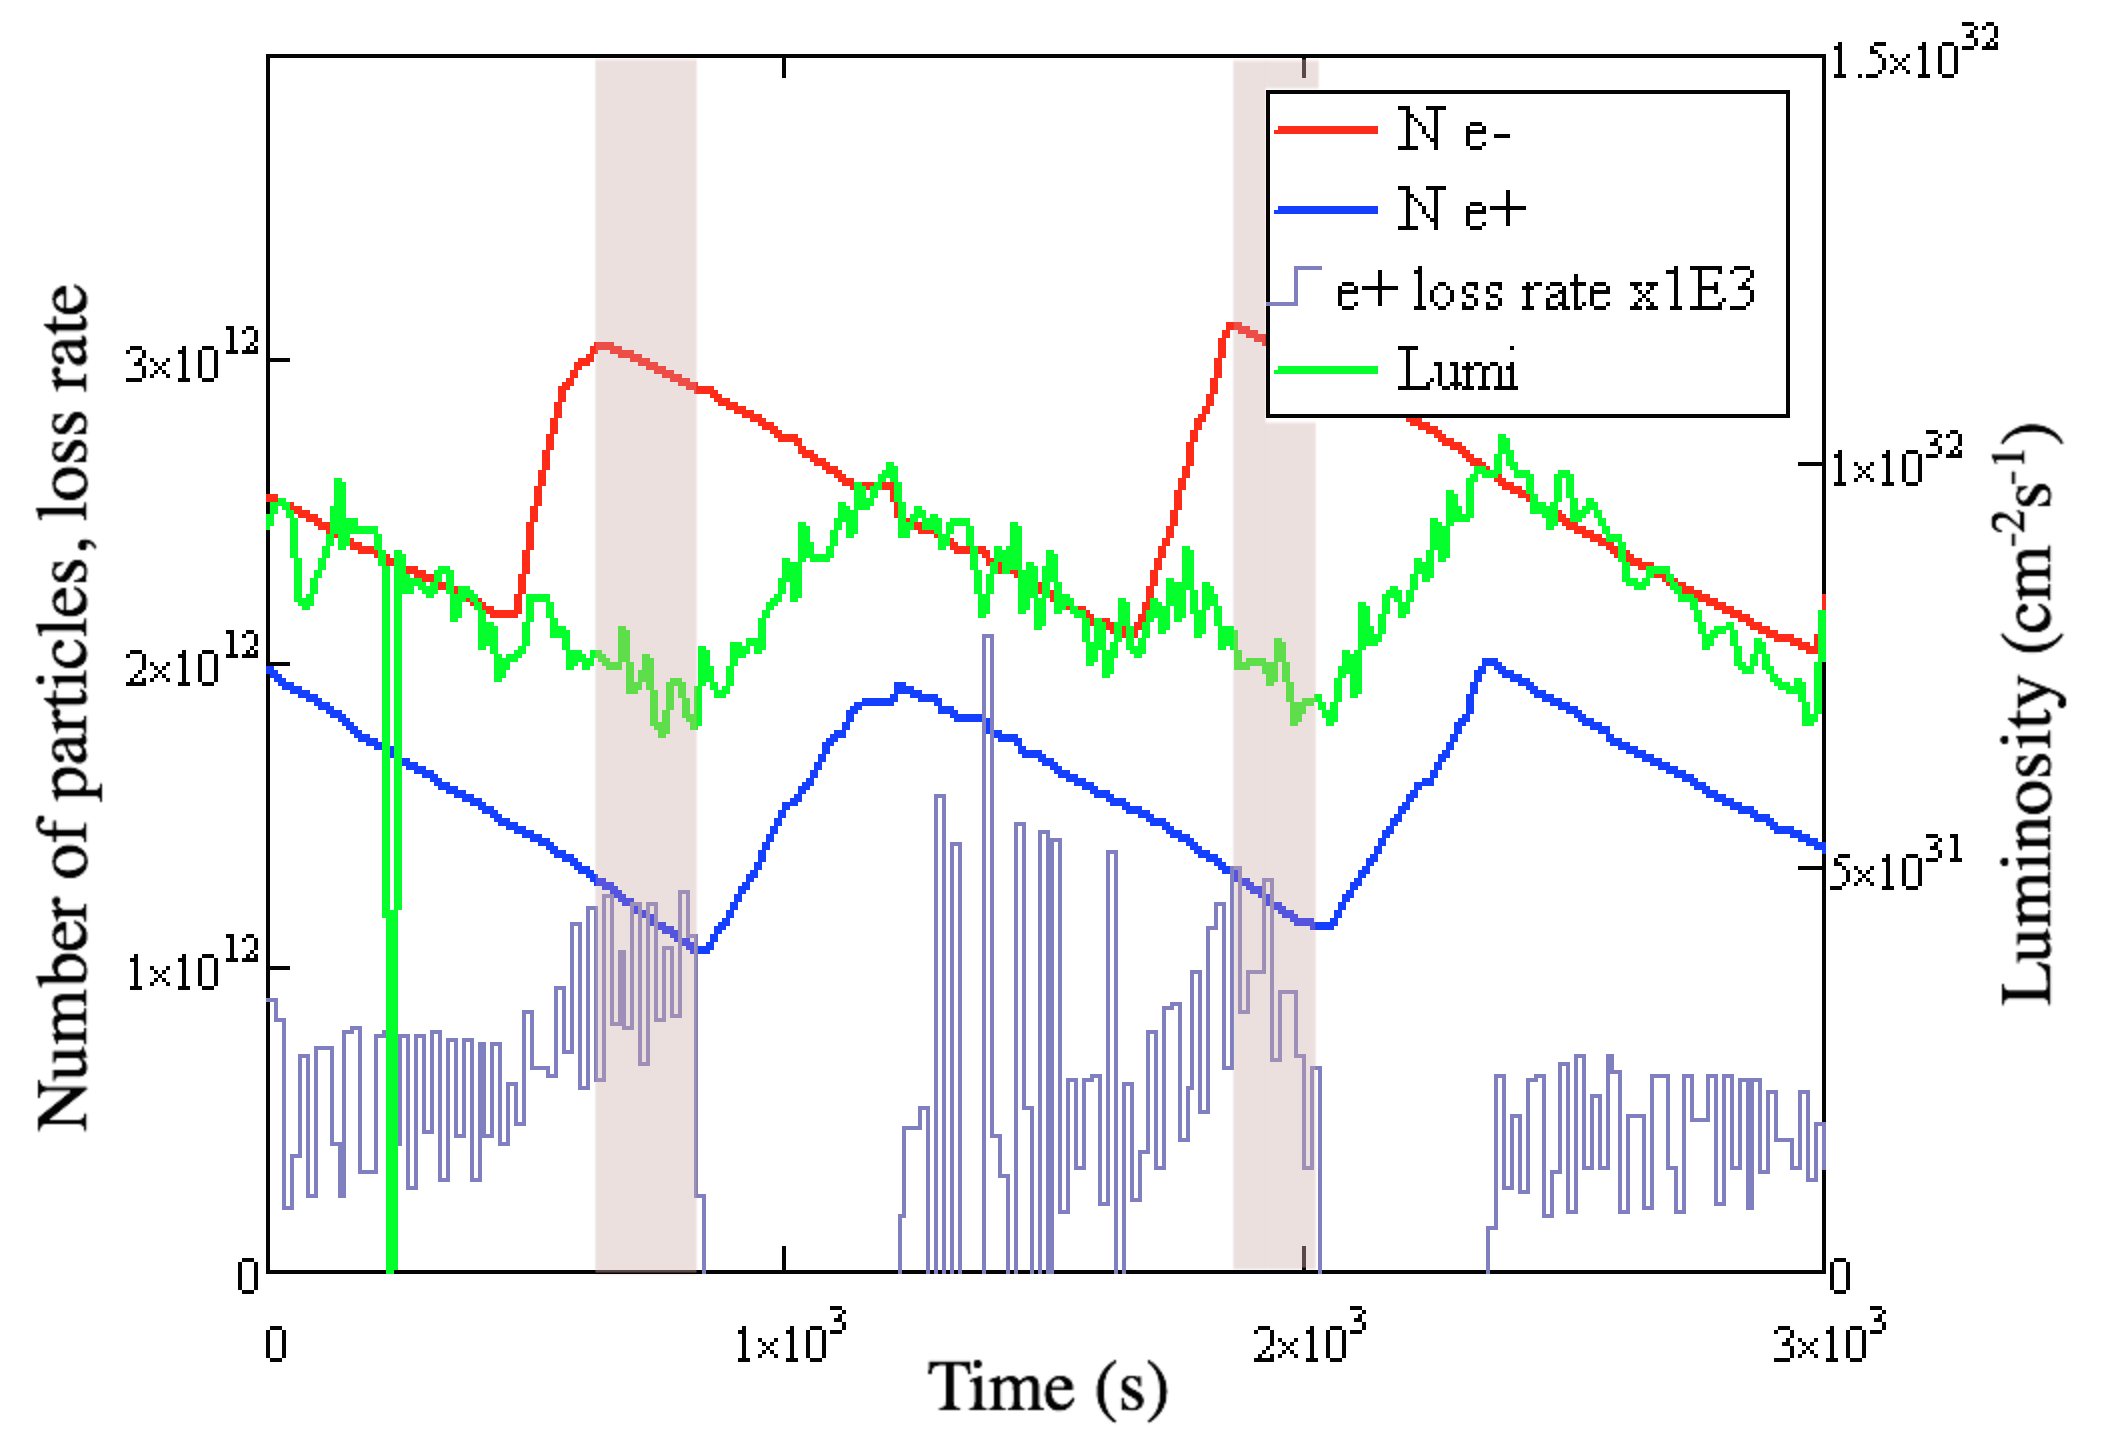 1.5×10³²
N e-
N e+
e+ loss rate x1E3
Lumi
3×10¹²
2×10¹²
1×10¹²
0
1×10³²
5×10³¹
0
0
1×10³
2×10³
3×10³
Time (s)
Number of particles, loss rate
Luminosity (cm⁻²s⁻¹)